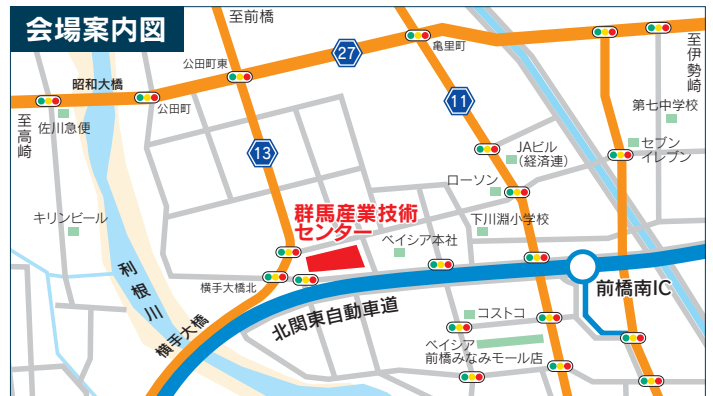 会場案内図
至前橋
亀里町
27
公田町東
至伊勢崎
昭和大橋
公田町
11
第七中学校
至高崎
佐川急便
13
JAビル
（経済連）
セブン
イレブン
ローソン
キリンビール
群馬産業技術
センター
ベイシア本社
下川淵小学校
利根川
横手大橋北
前橋南IC
北関東自動車道
横手大橋
コストコ
ベイシア
前橋みなみモール店